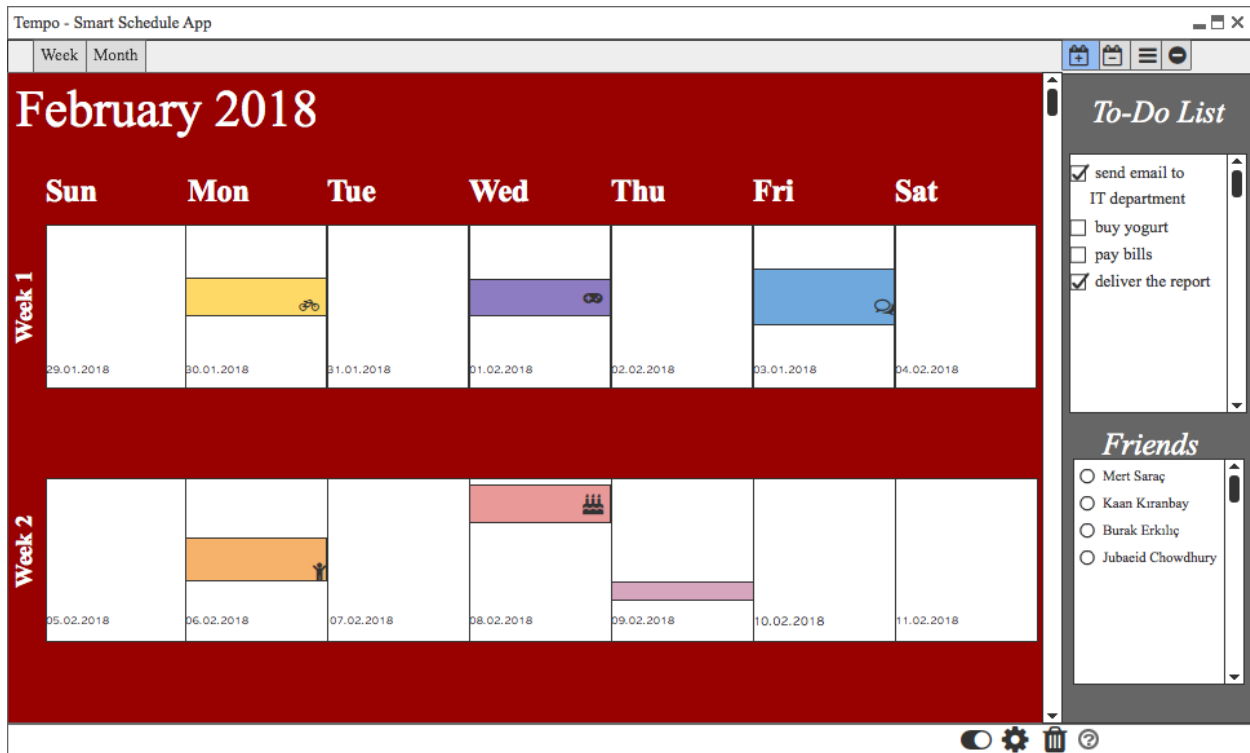 Tempo - Smart Schedule App
Week Month
February 2018
Sun Mon Tue Wed Thu Fri Sat
Week 1
29.01.2018 30.01.2018 31.01.2018 01.02.2018 02.02.2018 03.01.2018 04.02.2018
Week 2
05.02.2018 06.02.2018 07.02.2018 08.02.2018 09.02.2018 10.02.2018 11.02.2018
To-Do List
send email to
IT department
buy yogurt
pay bills
deliver the report
Friends
Mert Saraç
Kaan Kıranbay
Burak Erkılıç
Jubaeid Chowdhury